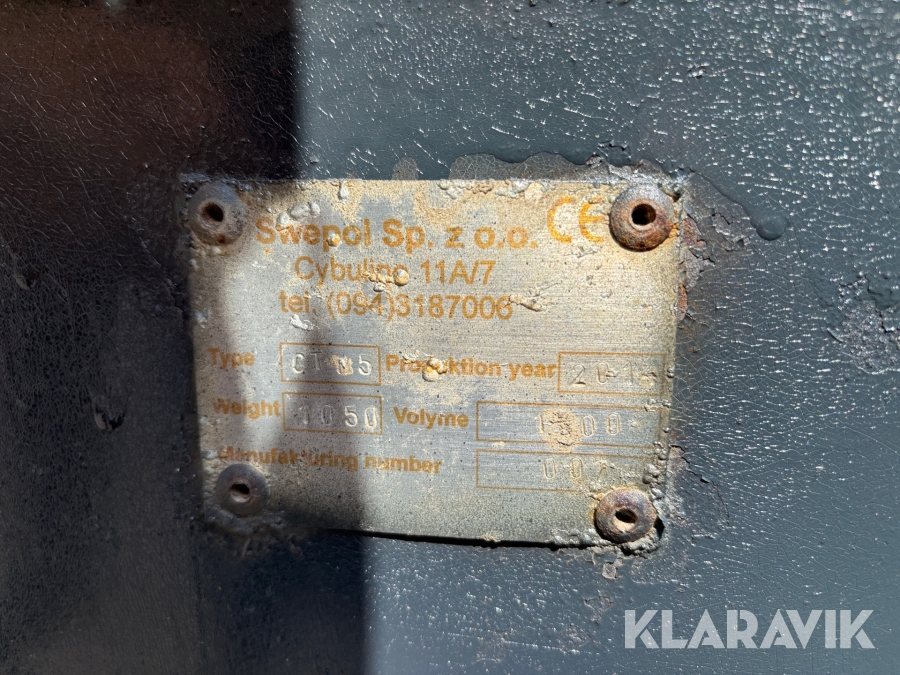 Swepol Sp. z o.o. CE
Cybulino 11A/7
tel. (094)3187006
Type Produktion year
Weight 1050 Volyme
Manufakturing number
KLARAVIK